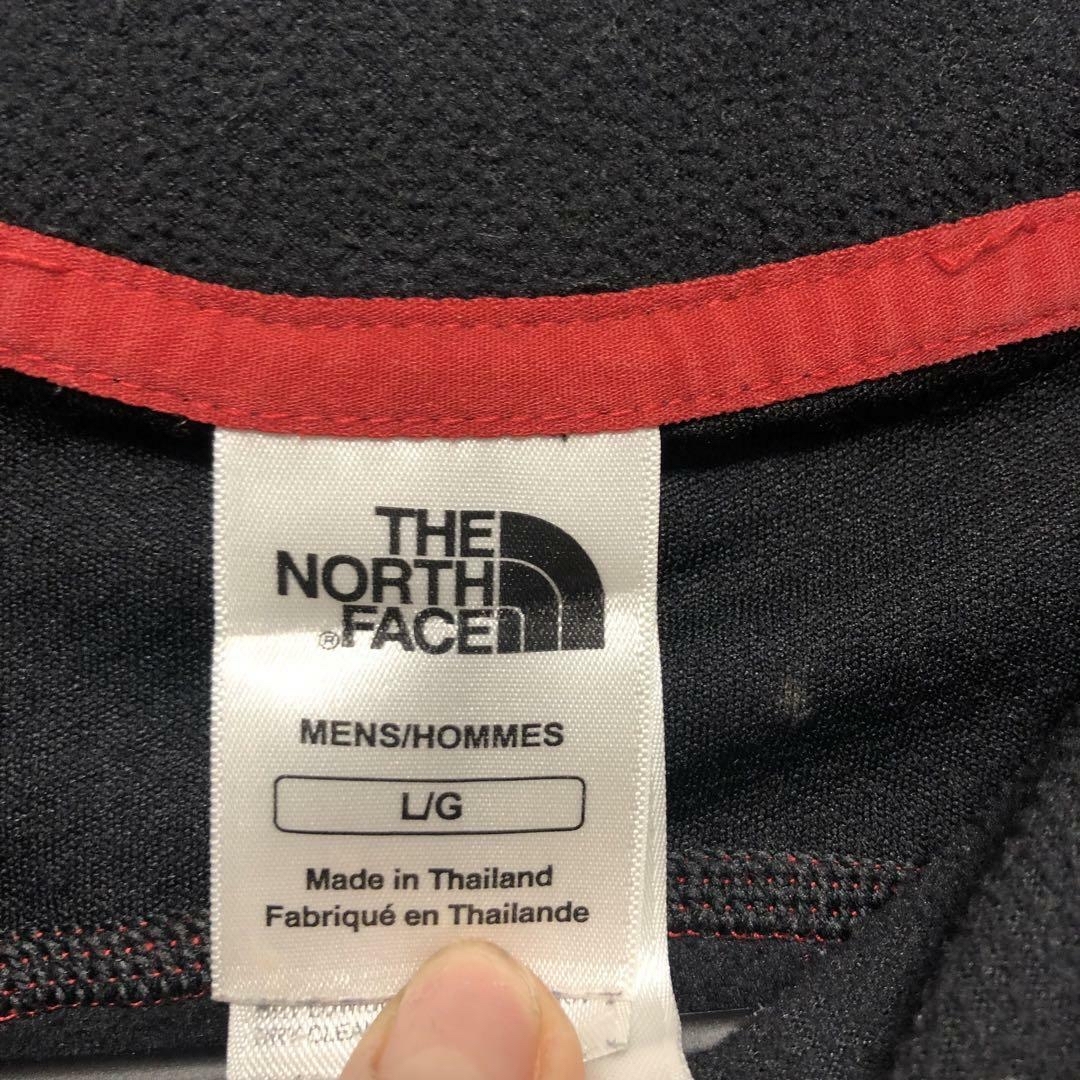 THE
NORTH
® FACE
MENS/HOMMES
L/G
Made in Thailand
Fabriqué en Thailande